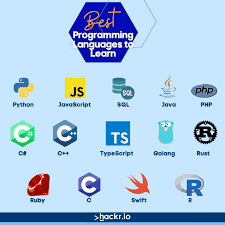 Best
Programming
Languages to
Learn
JS
SQL
Java
php
Python
JavaScript
SQL
Java
PHP
C#
C++
TS
C#
C++
TypeScript
Golang
Rust
R
C
R
Ruby
C
Swift
R
hackr.io